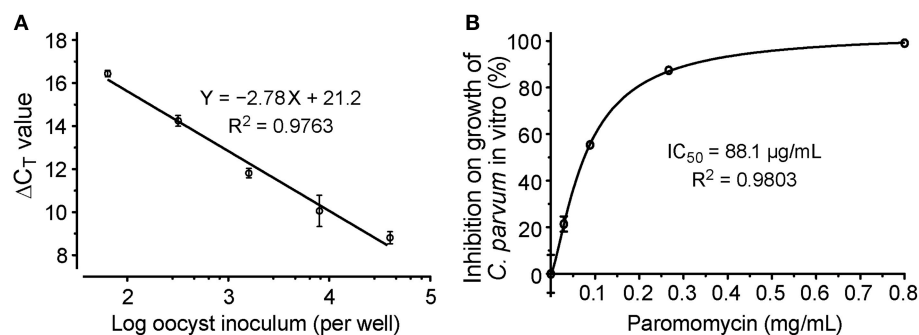 A
18
16
14
12
10
8
ΔC_T value
Y = −2.78X + 21.2
R² = 0.9763
2
3
4
5
Log oocyst inoculum (per well)
B
100
80
60
40
20
0
Inhibition on growth of
C. parvum in vitro (%)
IC₅₀ = 88.1 µg/mL
R² = 0.9803
0.1
0.2
0.3
0.4
0.5
0.6
0.7
0.8
Paromomycin (mg/mL)